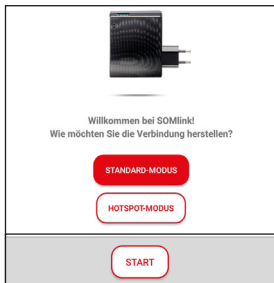 Willkommen bei SOMlink!
Wie möchten Sie die Verbindung herstellen?
STANDARD-MODUS
HOTSPOT-MODUS
START